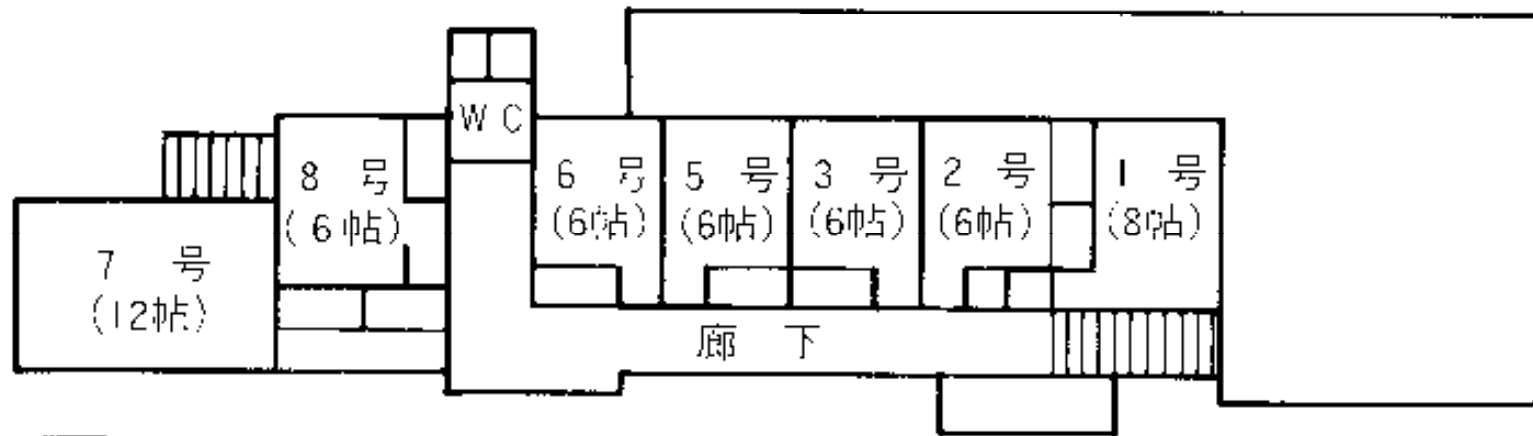 WC
8 号
(6帖)
6 号
(6帖)
5 号
(6帖)
3 号
(6帖)
2 号
(6帖)
1 号
(8帖)
7 号
(12帖)
廊 下